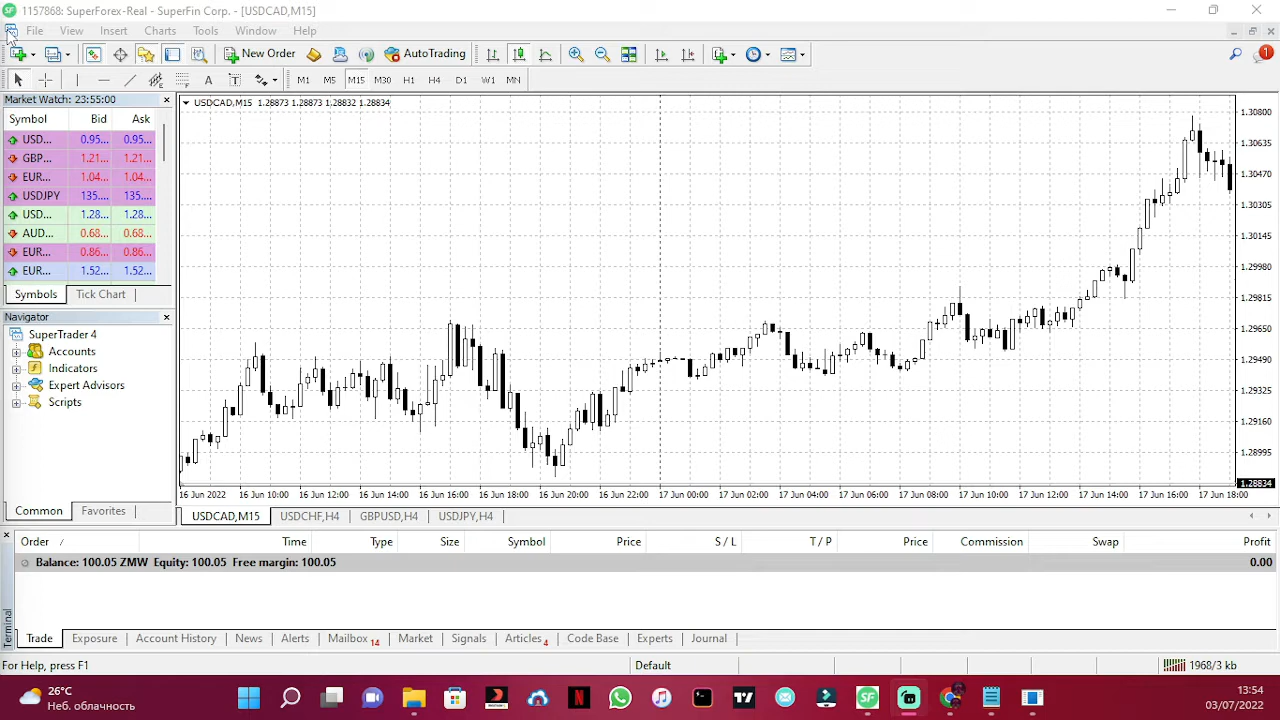 1157868: SuperForex-Real - SuperFin Corp. - [USDCAD,M15]
File View Insert Charts Tools Window Help
New Order AutoTrading 1
A T M1 M5 M15 M30 H1 H4 D1 W1 MN
Market Watch: 23:55:00
Symbol Bid Ask
USD... 0.95... 0.95...
GBP... 1.21... 1.21...
EUR... 1.04... 1.04...
USDJPY 135.... 135....
USD... 1.28... 1.28...
AUD... 0.68... 0.68...
EUR... 0.86... 0.86...
EUR... 1.52... 1.52...
Symbols Tick Chart
Navigator
SuperTrader 4
Accounts
Indicators
Expert Advisors
Scripts
Common Favorites
USDCAD,M15 1.28873 1.28873 1.28832 1.28834
1.30800
1.30635
1.30470
1.30305
1.30145
1.29980
1.29815
1.29650
1.29490
1.29325
1.29160
1.28995
1.28834
16 Jun 2022 16 Jun 10:00 16 Jun 12:00 16 Jun 14:00 16 Jun 16:00 16 Jun 18:00 16 Jun 20:00 16 Jun 22:00 17 Jun 00:00 17 Jun 02:00 17 Jun 04:00 17 Jun 06:00 17 Jun 08:00 17 Jun 10:00 17 Jun 12:00 17 Jun 14:00 17 Jun 16:00 17 Jun 18:00
USDCAD,M15 USDCHF,H4 GBPUSD,H4 USDJPY,H4
Order Time Type Size Symbol Price S / L T / P Price Commission Swap Profit
Balance: 100.05 ZMW Equity: 100.05 Free margin: 100.05 0.00
Terminal
Trade Exposure Account History News Alerts Mailbox 14 Market Signals Articles 4 Code Base Experts Journal
For Help, press F1 Default 1968/3 kb
26°C
Неб. облачность
13:54
03/07/2022